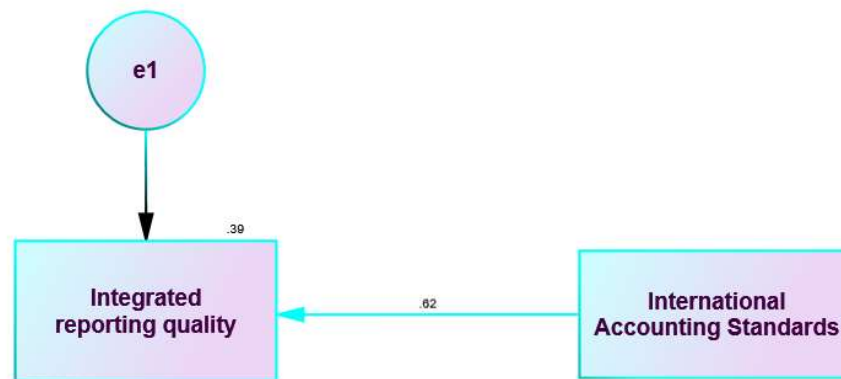 e1
.39
Integrated
reporting quality
.62
International
Accounting Standards